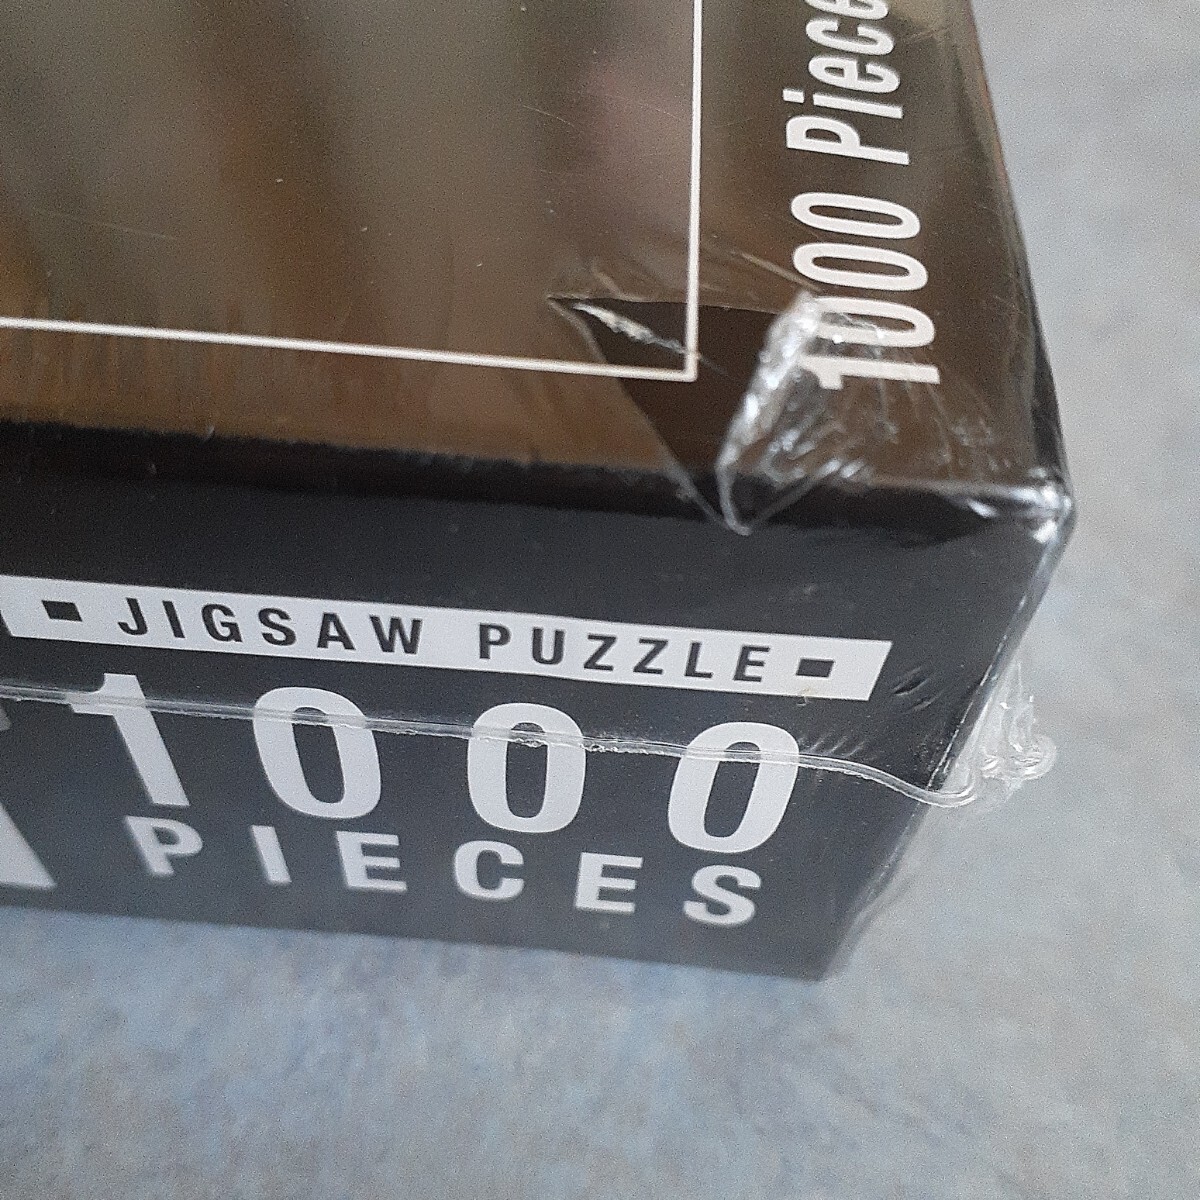 1000 Piece
JIGSAW PUZZLE
1000
PIECES